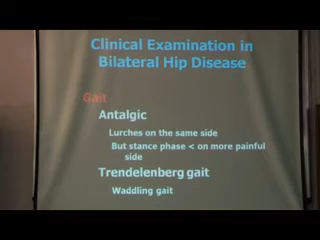 Clinical Examination in
Bilateral Hip Disease
Gait
Antalgic
Lurches on the same side
But stance phase < on more painful
side
Trendelenberg gait
Waddling gait